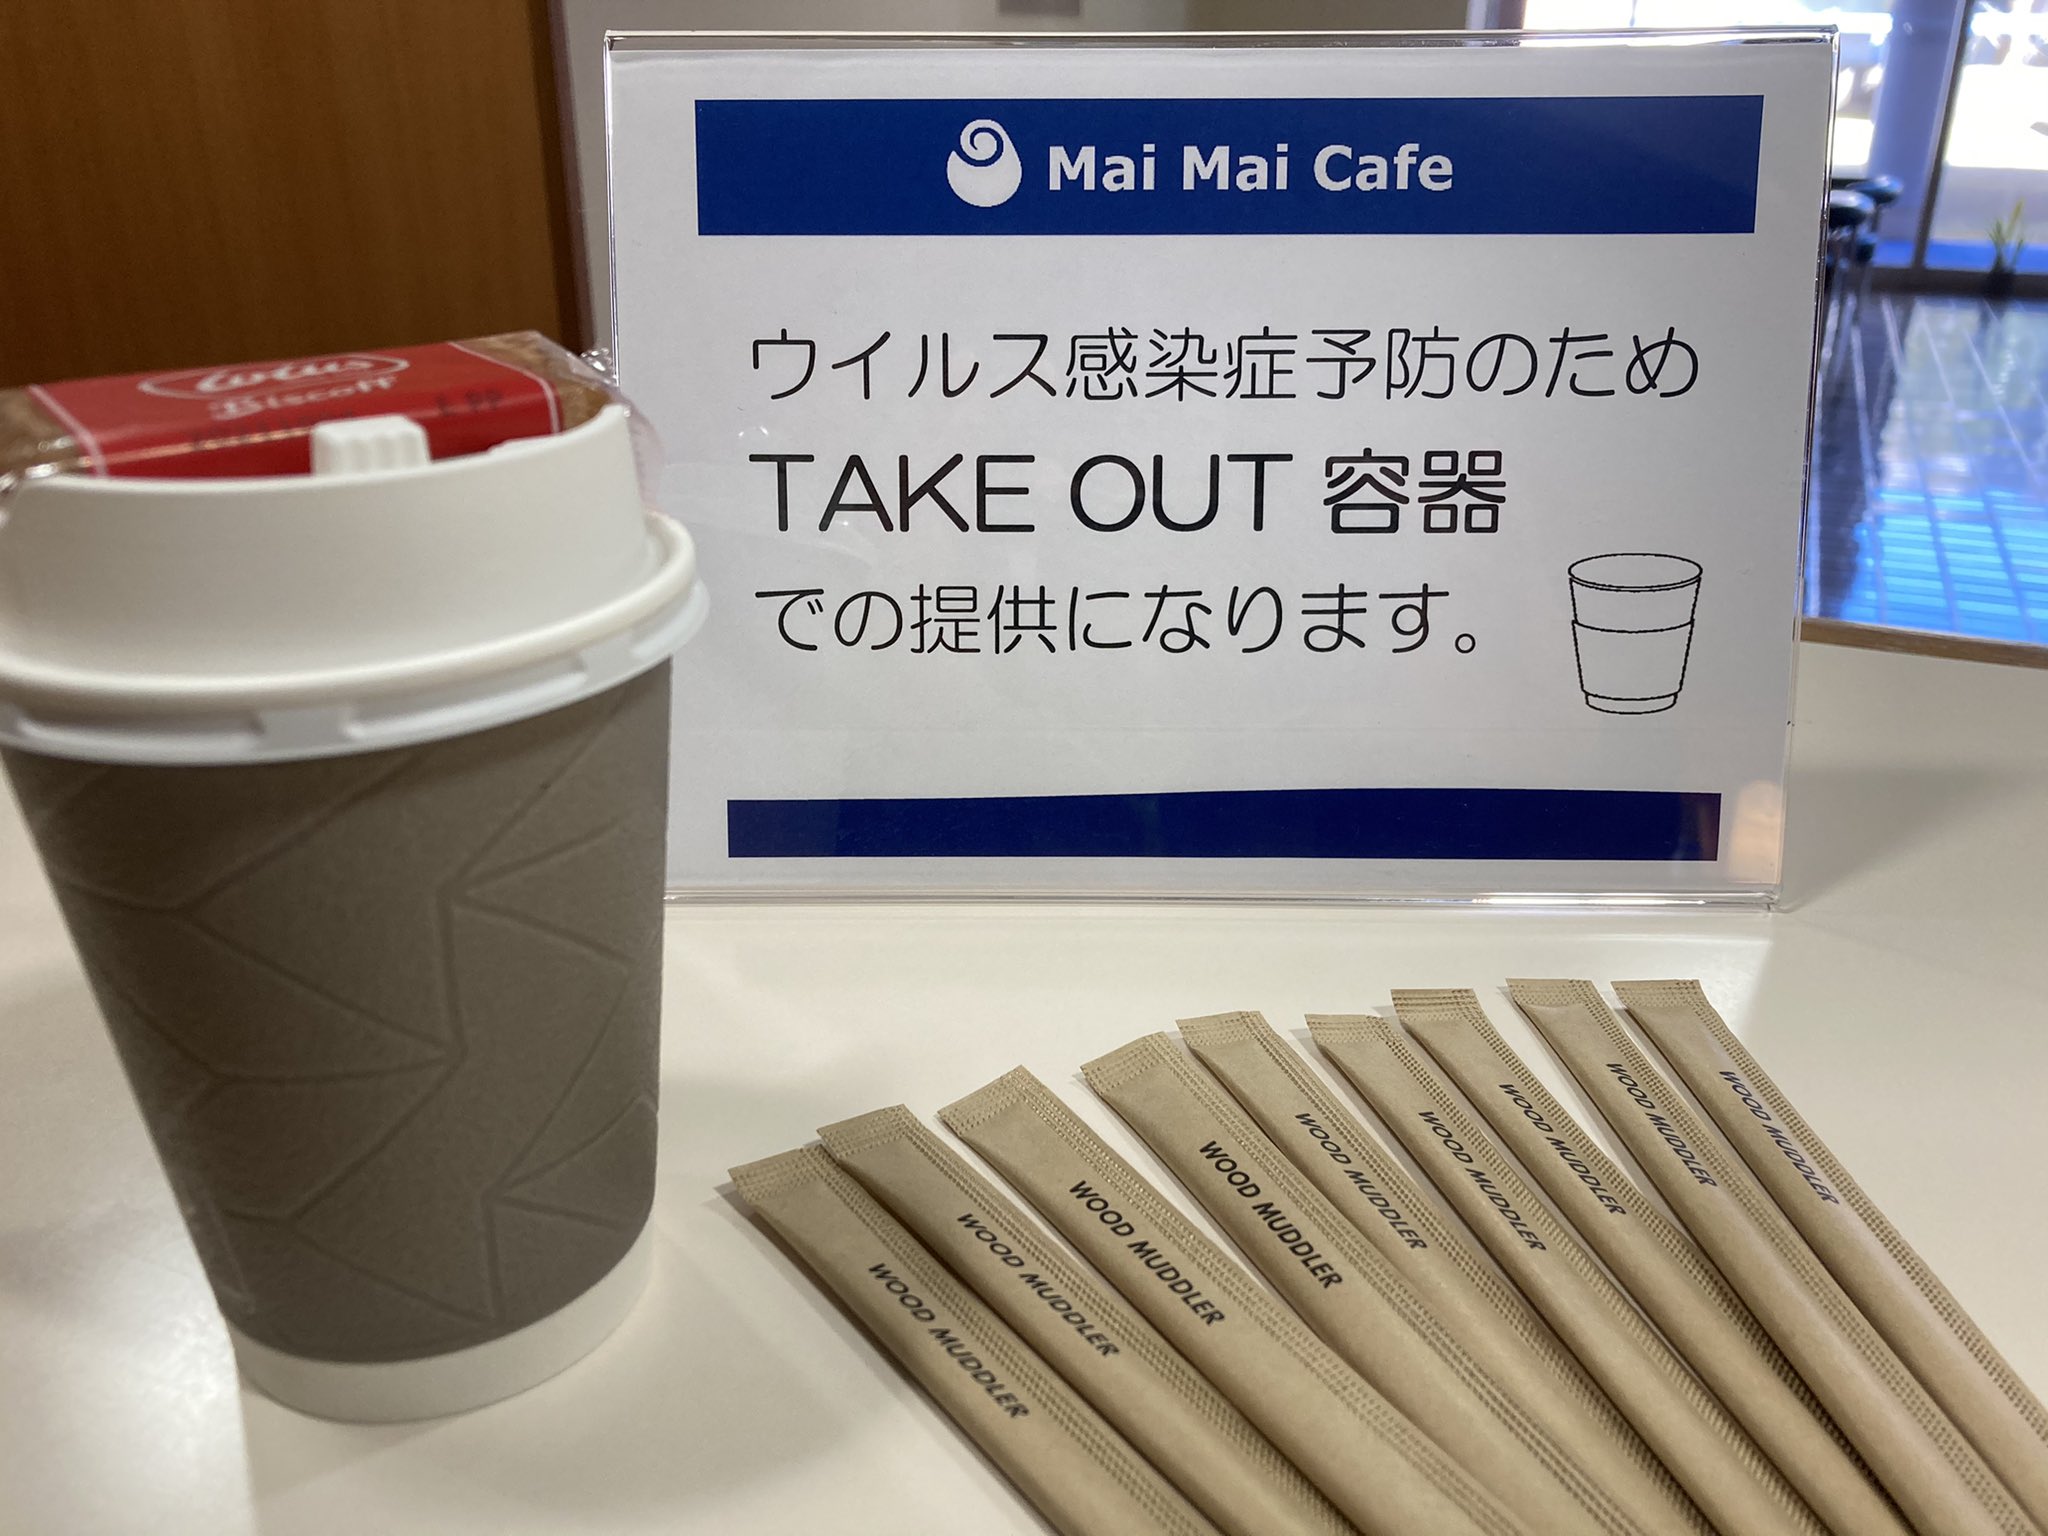 Mai Mai Cafe
ウイルス感染症予防のため
TAKE OUT 容器
での提供になります。
Lotus
Biscoff
WOOD MUDDLER
WOOD MUDDLER
WOOD MUDDLER
WOOD MUDDLER
WOOD MUDDLER
WOOD MUDDLER
WOOD MUDDLER
WOOD MUDDLER
WOOD MUDDLER